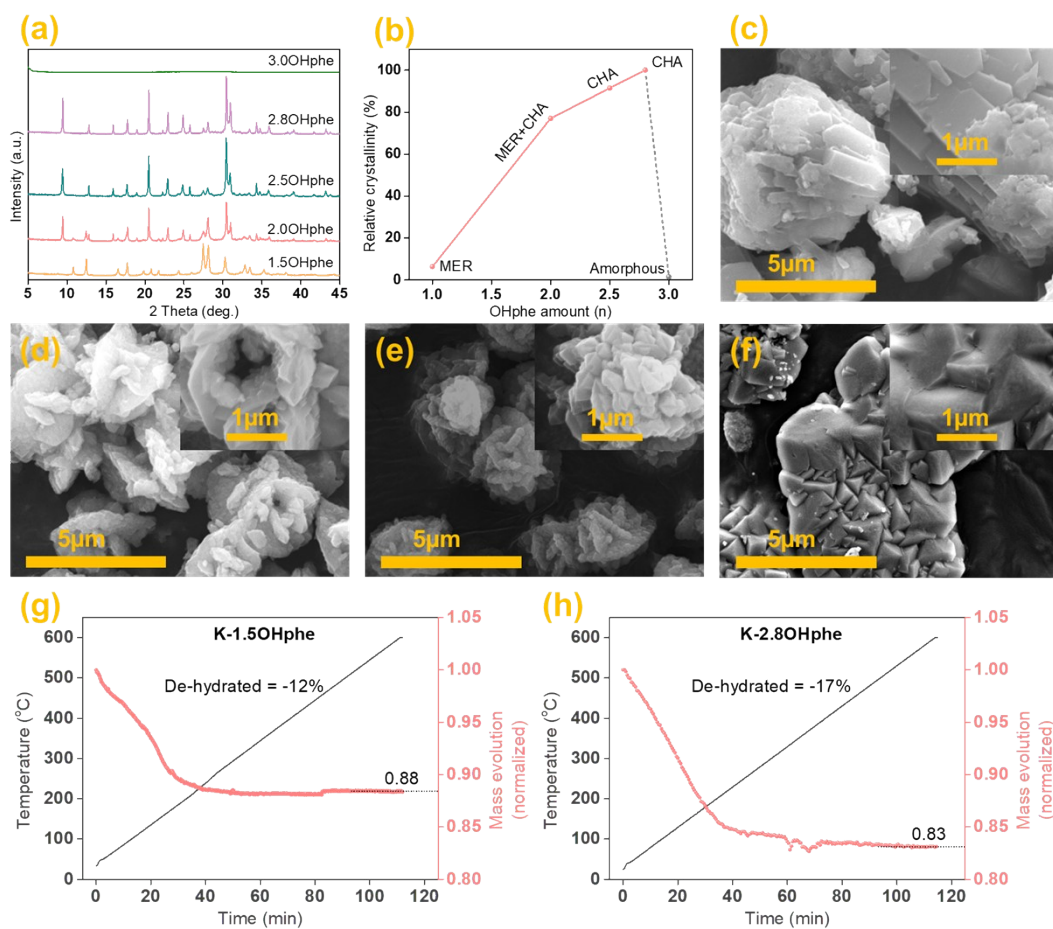 (a)
3.0OHphe
2.8OHphe
2.5OHphe
2.0OHphe
1.5OHphe
Intensity (a.u.)
5 10 15 20 25 30 35 40 45
2 Theta (deg.)
(b)
100
80
60
40
20
0
Relative crystallinity (%)
MER
MER+CHA
CHA
CHA
Amorphous
1.0 1.5 2.0 2.5 3.0
OHphe amount (n)
(c)
1μm
5μm
(d)
1μm
5μm
(e)
1μm
5μm
(f)
1μm
5μm
(g)
K-1.5OHphe
De-hydrated = -12%
0.88
600
500
400
300
200
100
0
Temperature (°C)
1.05
1.00
0.95
0.90
0.85
0.80
Mass evolution
(normalized)
0 20 40 60 80 100 120
Time (min)
(h)
K-2.8OHphe
De-hydrated = -17%
0.83
600
500
400
300
200
100
0
Temperature (°C)
1.05
1.00
0.95
0.90
0.85
0.80
Mass evolution
(normalized)
0 20 40 60 80 100 120
Time (min)